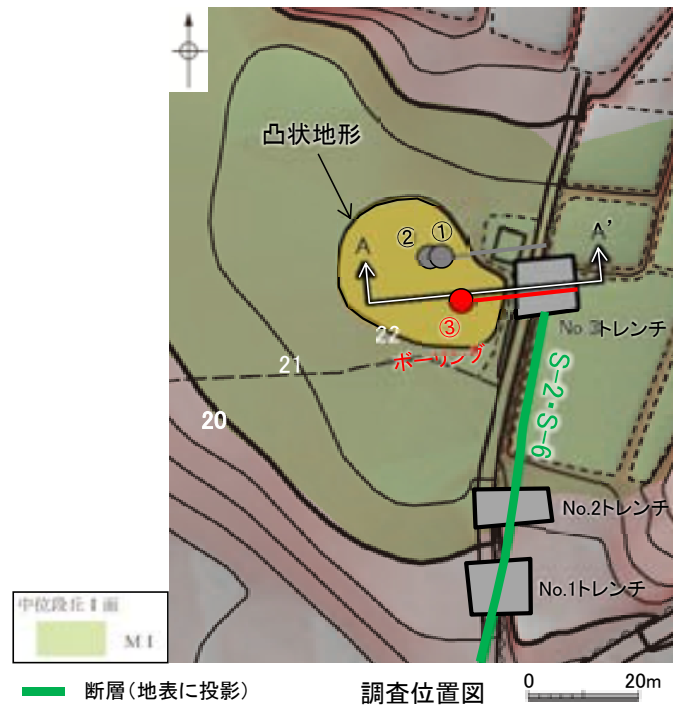 凸状地形
②
①
A
A'
③
No.3トレンチ
22
ボーリング
21
20
S-2・S-6
No.2トレンチ
No.1トレンチ
中位段丘Ⅰ面
MⅠ
断層(地表に投影)
調査位置図
0
20m